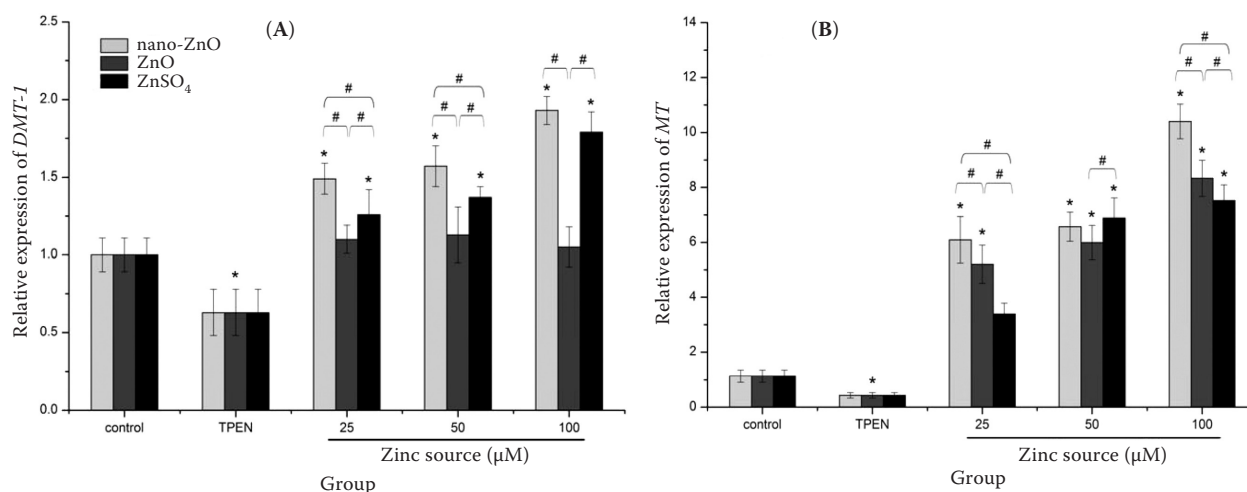 (A)
nano-ZnO
ZnO
ZnSO₄
Relative expression of DMT-1
2.5
2.0
1.5
1.0
0.5
0.0
*
* # # # *
* # # # *
* # # *
control TPEN 25 50 100
Zinc source (μM)
Group
(B)
Relative expression of MT
14
12
10
8
6
4
2
0
*
* * # # #
* * * #
* * * # # #
control TPEN 25 50 100
Zinc source (μM)
Group